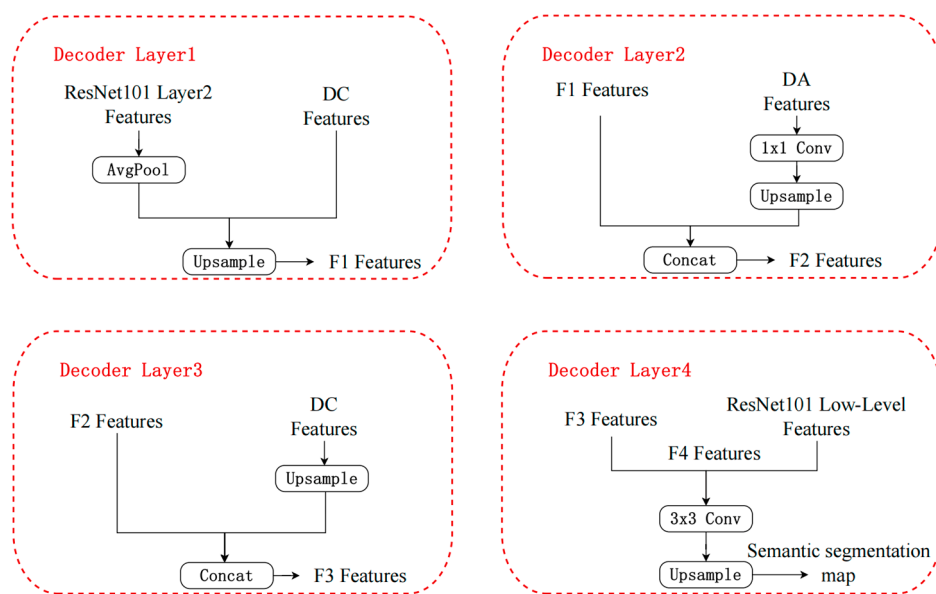 Decoder Layer1
ResNet101 Layer2
Features
DC
Features
AvgPool
Upsample
F1 Features
Decoder Layer2
F1 Features
DA
Features
1x1 Conv
Upsample
Concat
F2 Features
Decoder Layer3
F2 Features
DC
Features
Upsample
Concat
F3 Features
Decoder Layer4
F3 Features
ResNet101 Low-Level
Features
F4 Features
3x3 Conv
Upsample
Semantic segmentation
map